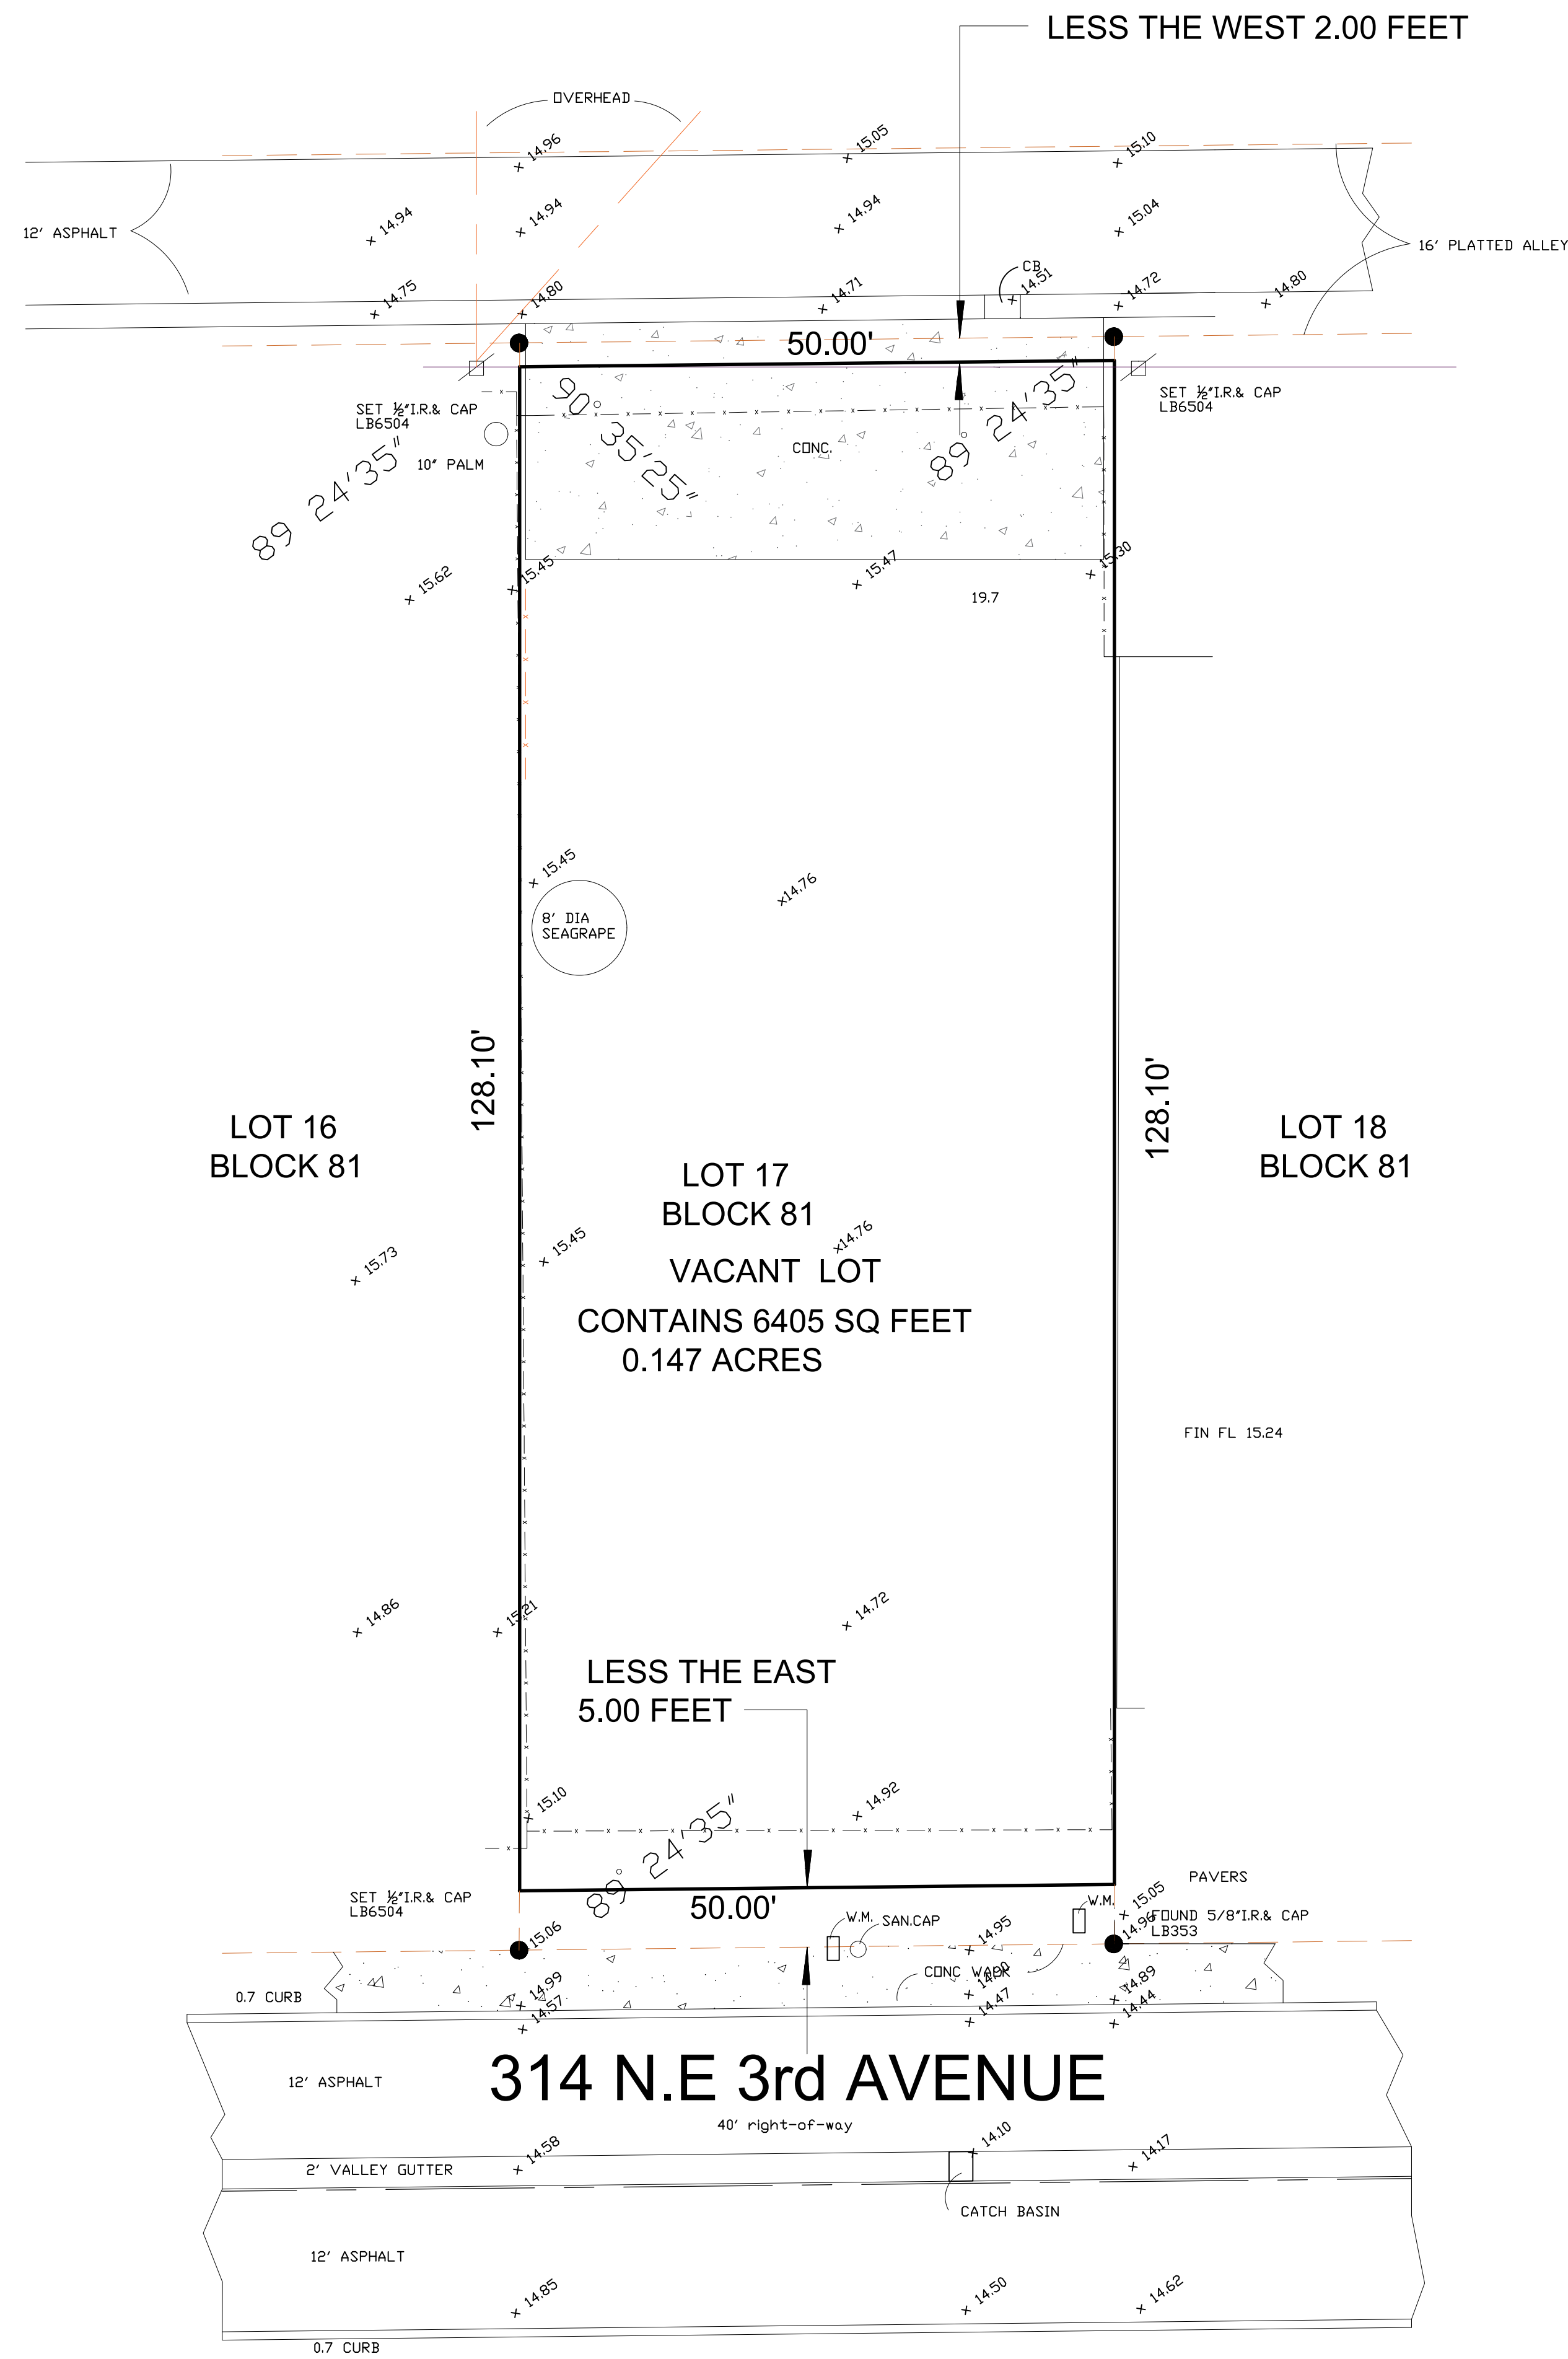 LESS THE WEST 2.00 FEET
OVERHEAD
14.96
15.05
15.10
12' ASPHALT
14.94
14.94
14.94
15.04
16' PLATTED ALLEY
CB
14.75
14.80
14.71
14.51
14.72
14.80
50.00'
SET ½"I.R.& CAP
LB6504
SET ½"I.R.& CAP
LB6504
89 24'35"
90° 35'25"
89° 24'35"
10" PALM
CONC.
15.62
15.45
15.47
15.30
19.7
15.45
14.76
8' DIA
SEAGRAPE
128.10'
128.10'
LOT 16
BLOCK 81
LOT 17
BLOCK 81
LOT 18
BLOCK 81
15.73
15.45
14.76
VACANT LOT
CONTAINS 6405 SQ FEET
0.147 ACRES
FIN FL 15.24
14.86
15.21
14.72
LESS THE EAST
5.00 FEET
15.10
14.92
89° 24'35"
SET ½"I.R.& CAP
LB6504
50.00'
PAVERS
W.M.
W.M.
SAN.CAP
15.05
FOUND 5/8"I.R.& CAP
LB353
15.06
14.95
14.96
CONC
0.7 CURB
14.99
14.57
14.47
14.89
14.44
314 N.E 3rd AVENUE
12' ASPHALT
40' right-of-way
14.58
14.10
14.17
2' VALLEY GUTTER
CATCH BASIN
12' ASPHALT
14.85
14.50
14.62
0.7 CURB